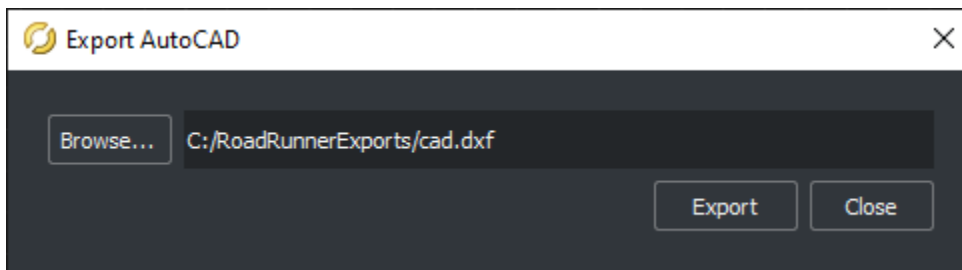 Export AutoCAD
Browse... C:/RoadRunnerExports/cad.dxf
Export Close